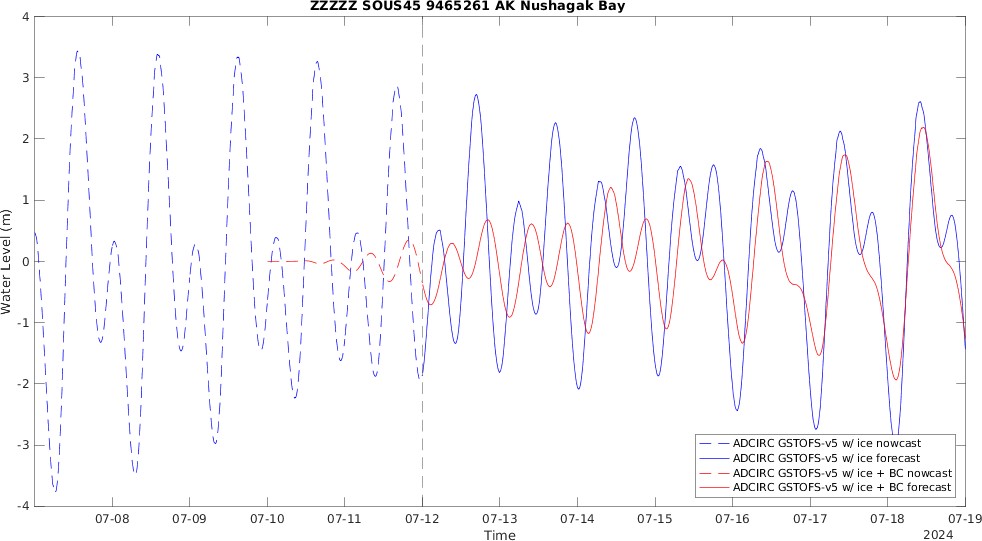 ZZZZZ SOUS45 9465261 AK Nushagak Bay
4
3
2
1
0
-1
-2
-3
-4
Water Level (m)
ADCIRC GSTOFS-v5 w/ ice nowcast
ADCIRC GSTOFS-v5 w/ ice forecast
ADCIRC GSTOFS-v5 w/ ice + BC nowcast
ADCIRC GSTOFS-v5 w/ ice + BC forecast
07-08 07-09 07-10 07-11 07-12 07-13 07-14 07-15 07-16 07-17 07-18 07-19
Time
2024